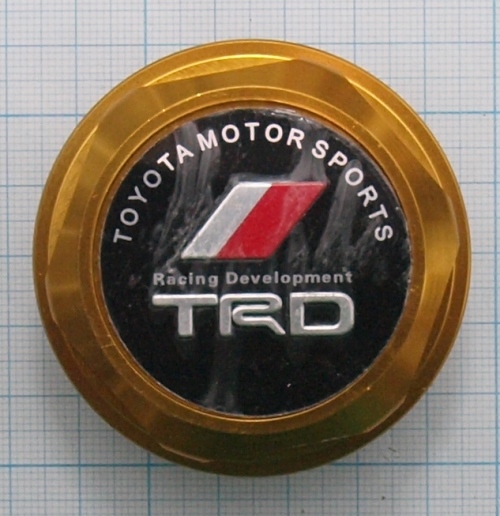 TOYOTA MOTOR SPORTS
Racing Development
TRD